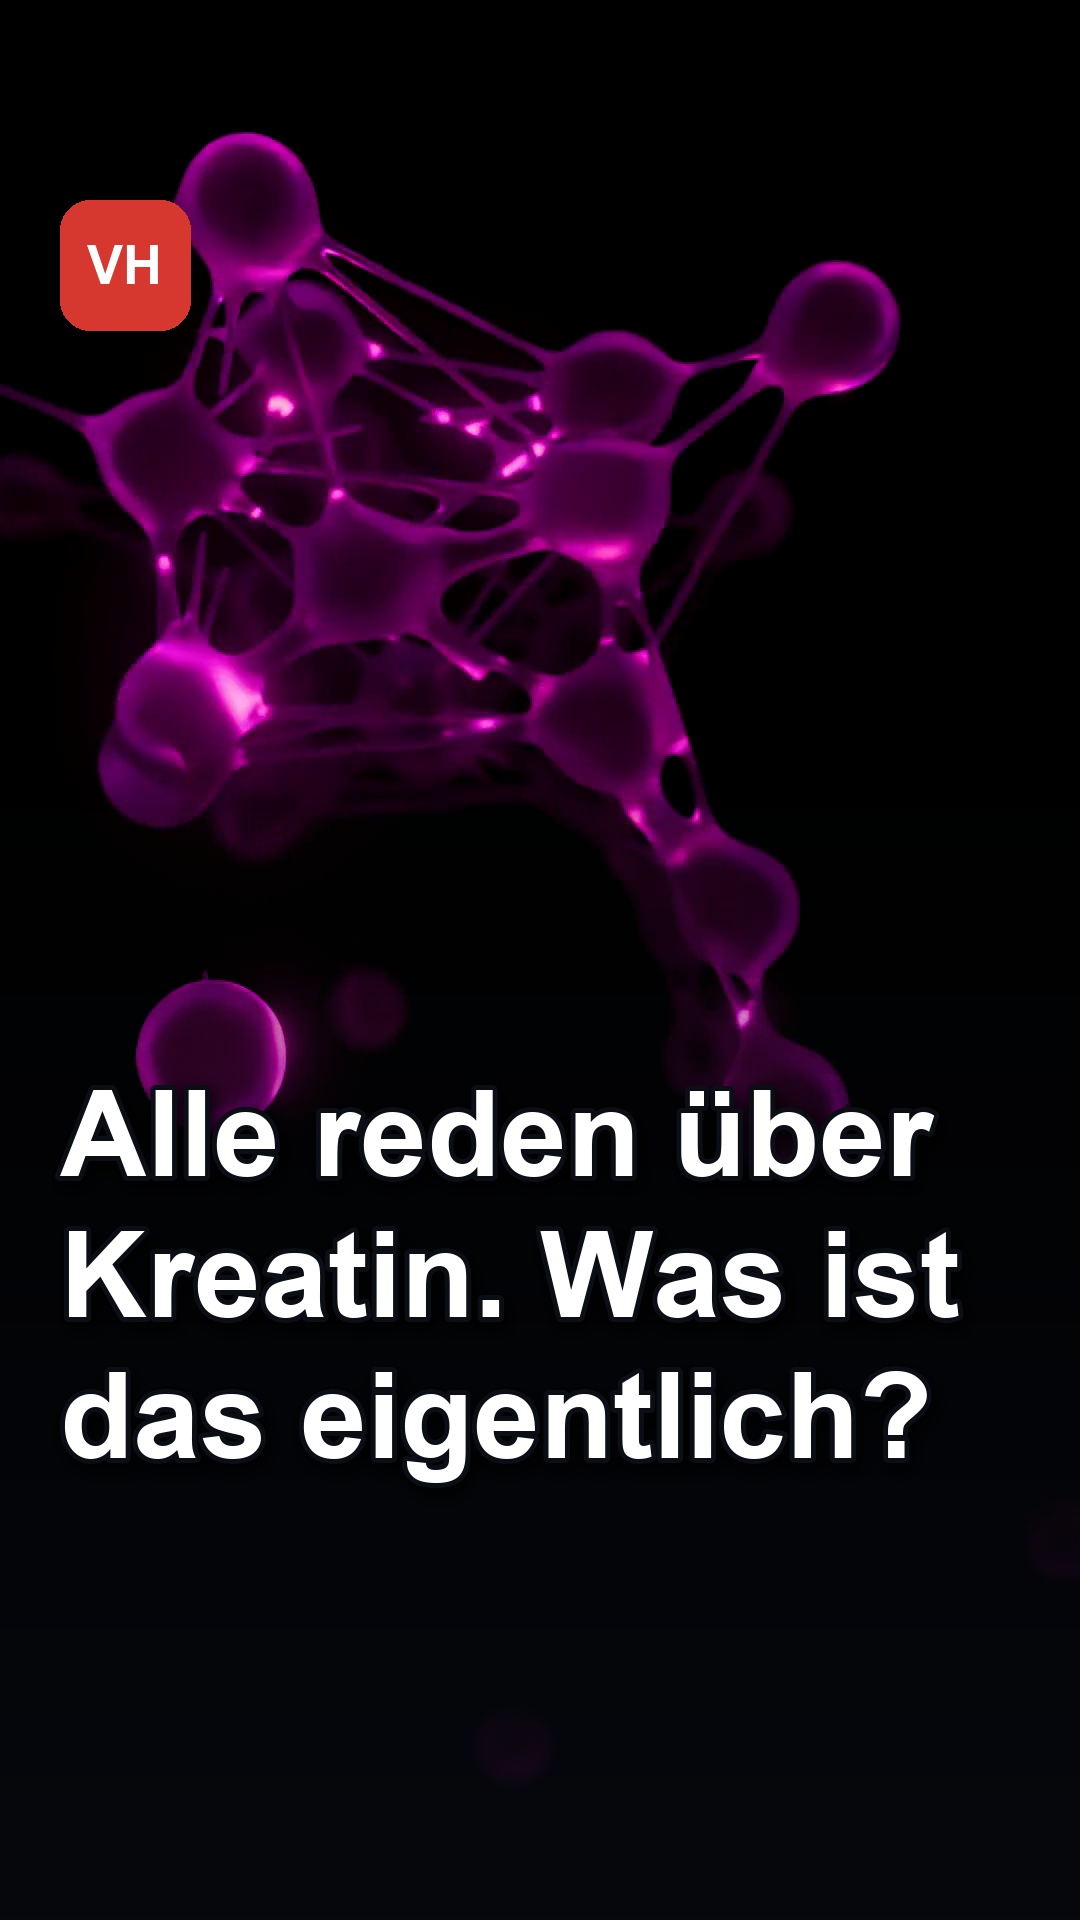 VH
Alle reden über
Kreatin. Was ist
das eigentlich?